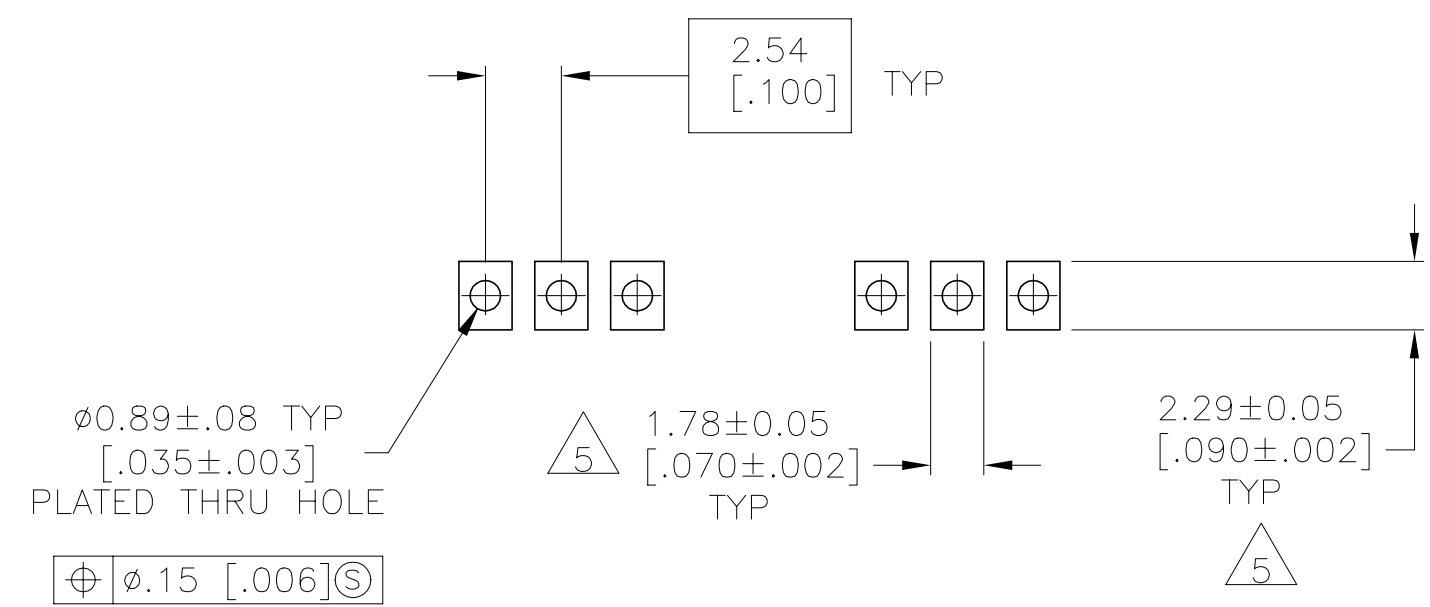 2.54
[.100]
TYP
⌀0.89±.08 TYP
[.035±.003]
PLATED THRU HOLE
⌖ ⌀.15 [.006]Ⓢ
5
1.78±0.05
[.070±.002]
TYP
2.29±0.05
[.090±.002]
TYP
5